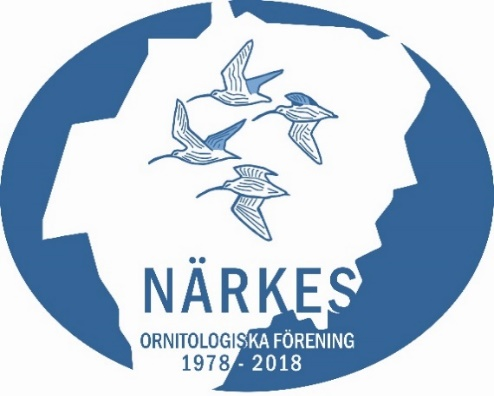 NÄRKES
ORNITOLOGISKA FÖRENING
1978 - 2018